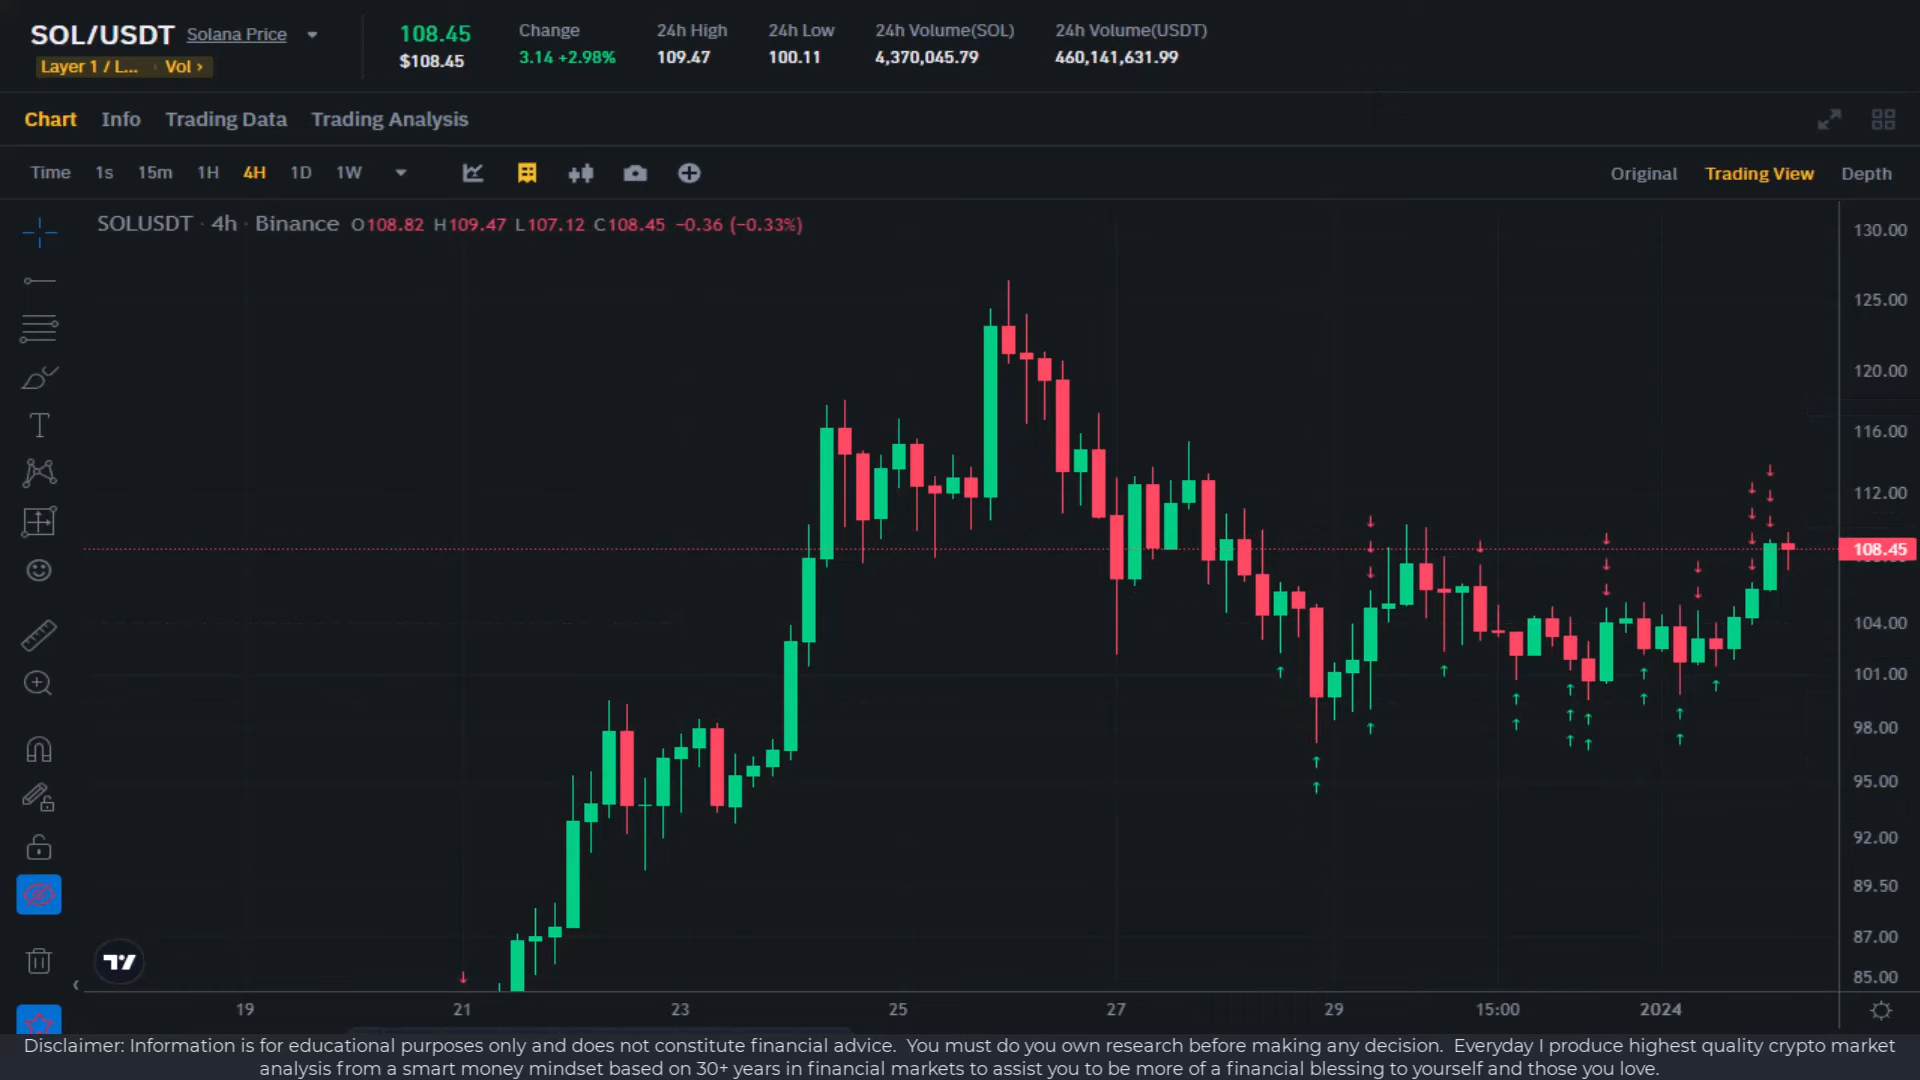 SOL/USDT Solana Price
Layer 1 / L... Vol ›
108.45
$108.45
Change
3.14 +2.98%
24h High
109.47
24h Low
100.11
24h Volume(SOL)
4,370,045.79
24h Volume(USDT)
460,141,631.99
Chart Info Trading Data Trading Analysis
Time 1s 15m 1H 4H 1D 1W
Original Trading View Depth
SOLUSDT · 4h · Binance O108.82 H109.47 L107.12 C108.45 −0.36 (−0.33%)
130.00
125.00
120.00
116.00
112.00
108.45
104.00
101.00
98.00
95.00
92.00
89.50
87.00
85.00
19 21 23 25 27 29 15:00 2024
Disclaimer: Information is for educational purposes only and does not constitute financial advice. You must do you own research before making any decision. Everyday I produce highest quality crypto market
analysis from a smart money mindset based on 30+ years in financial markets to assist you to be more of a financial blessing to yourself and those you love.